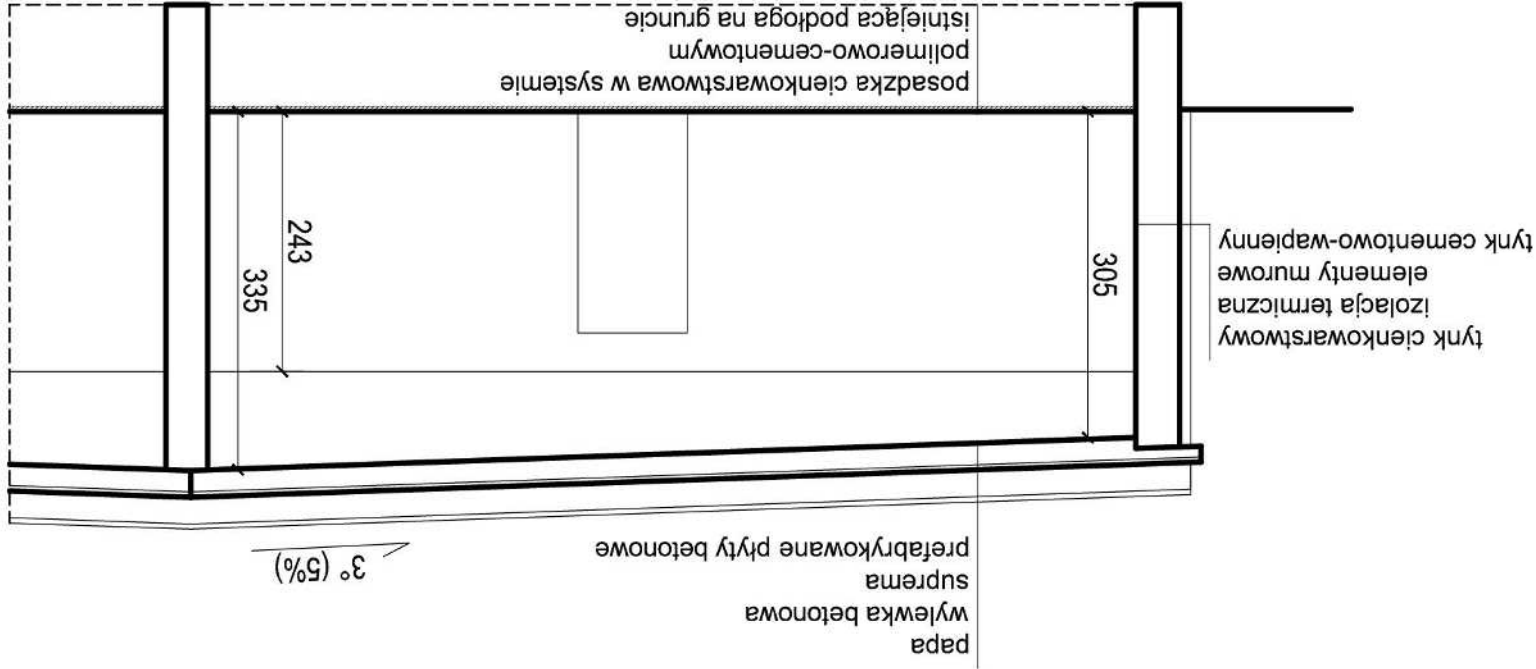 papa
wylewka betonowa
suprema
prefabrykowane płyty betonowe
3° (5%)
tynk cienkowarstwowy
izolacja termiczna
elementy murowe
tynk cementowo-wapienny
305
335
243
posadzka cienkowarstwowa w systemie
polimerowo-cementowym
istniejąca podłoga na gruncie